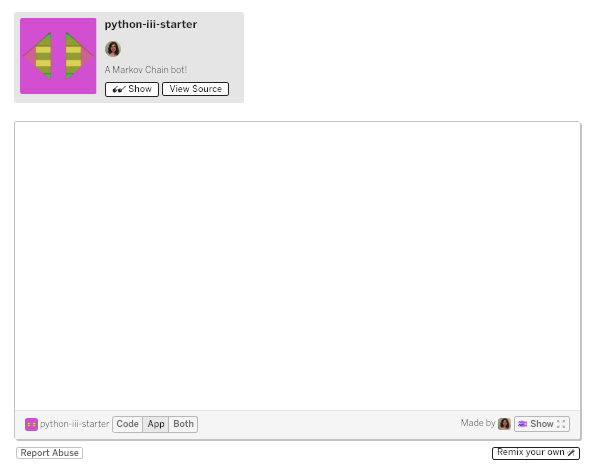 python-iii-starter
A Markov Chain bot!
Show View Source
python-iii-starter Code App Both Made by Show
Report Abuse Remix your own